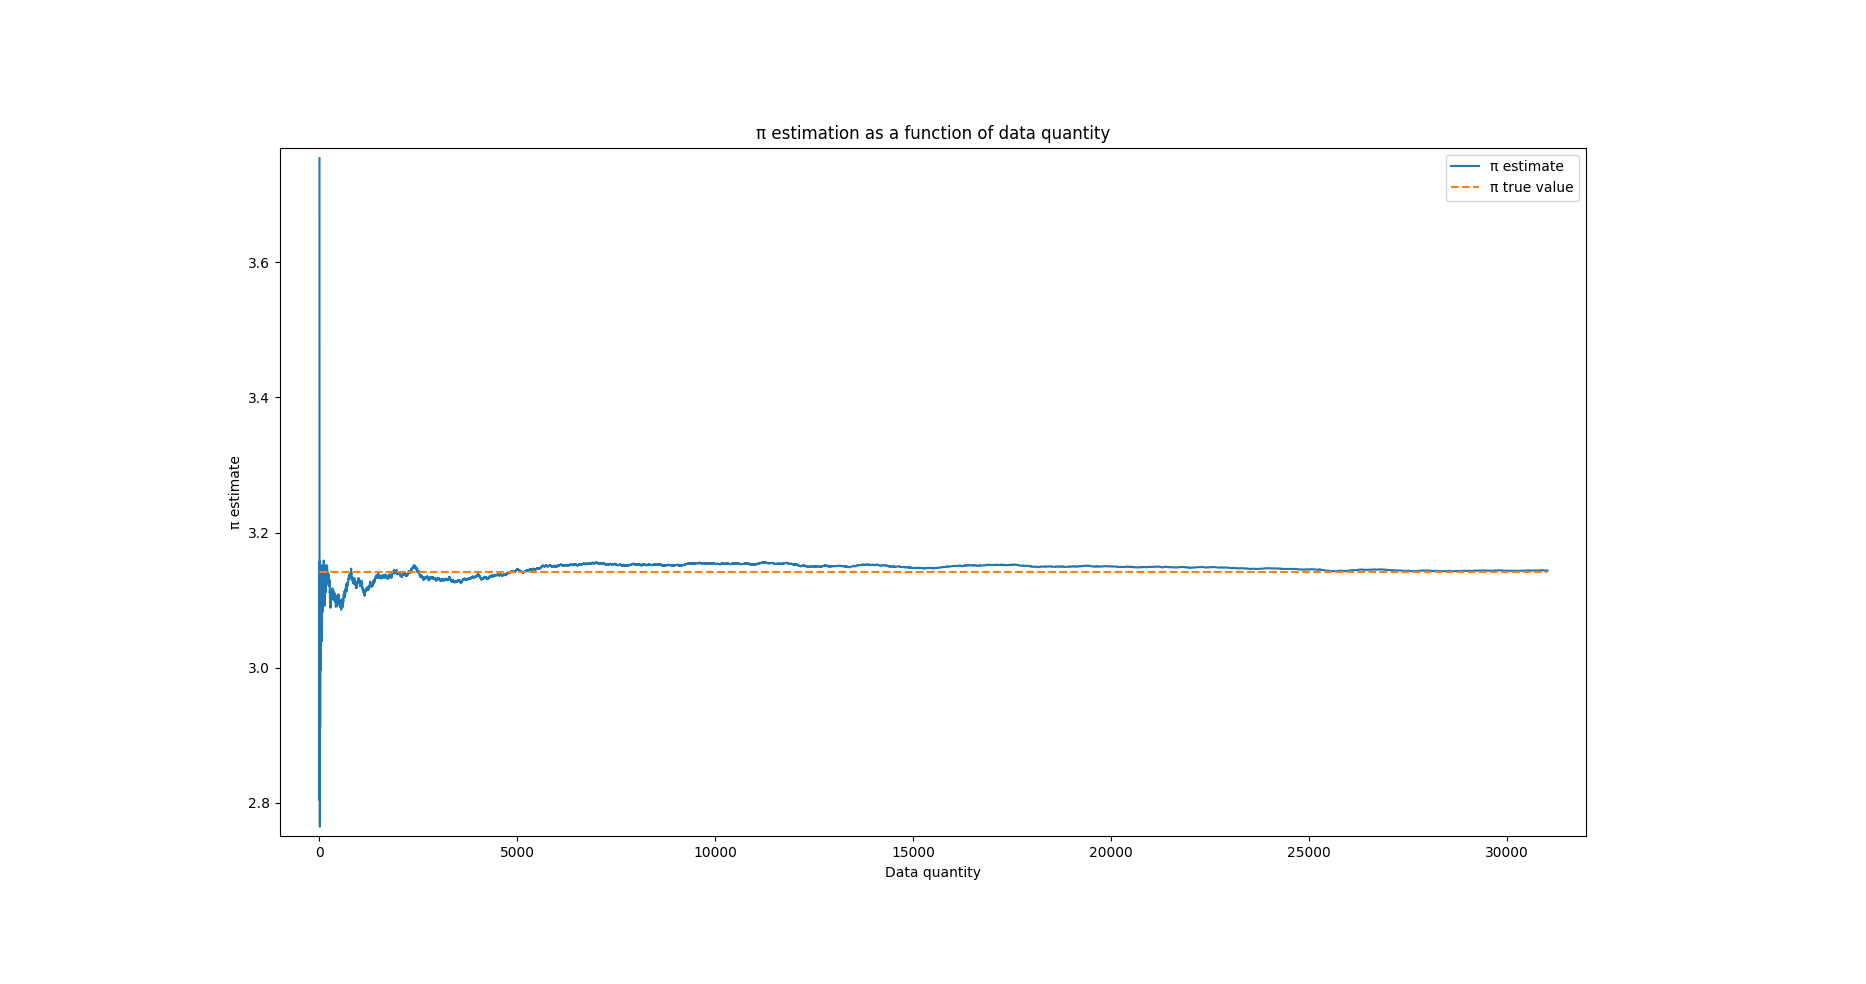 π estimation as a function of data quantity
π estimate
π true value
3.6
3.4
3.2
3.0
2.8
π estimate
0 5000 10000 15000 20000 25000 30000
Data quantity